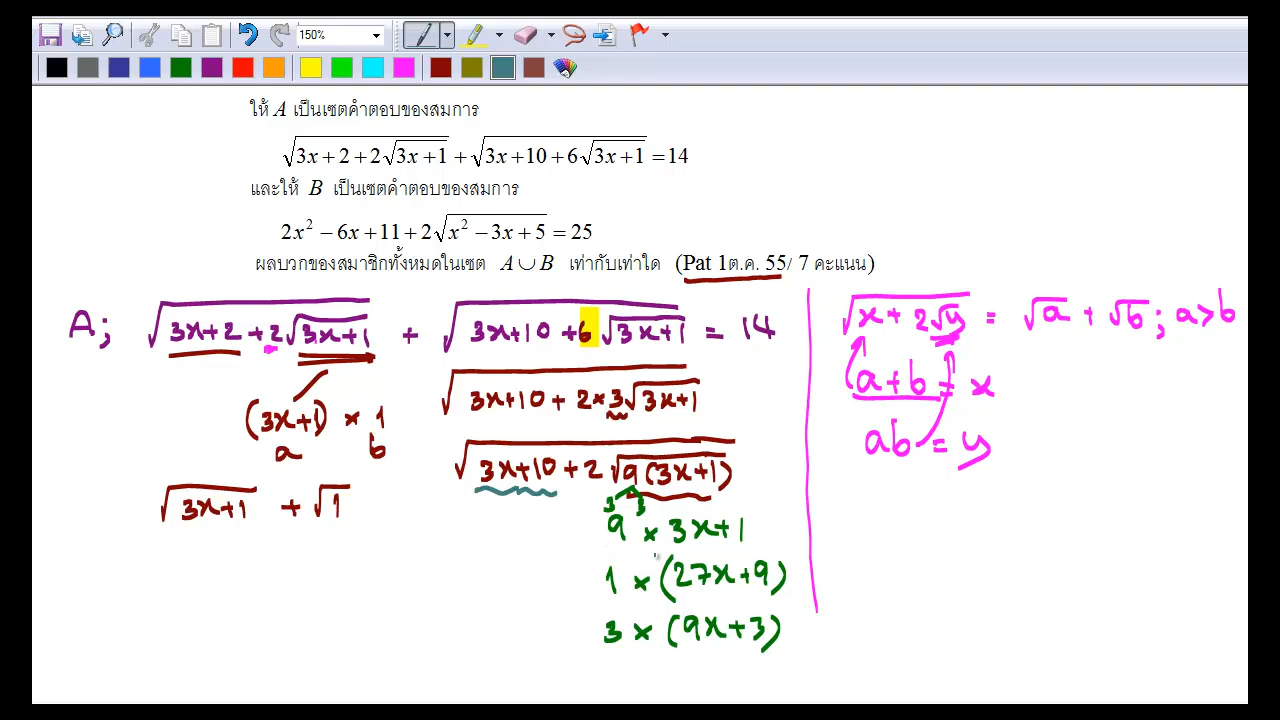 150%
ให้ A เป็นเซตคำตอบของสมการ
√(3x+2+2√(3x+1)) + √(3x+10+6√(3x+1)) = 14
และให้ B เป็นเซตคำตอบของสมการ
2x² − 6x + 11 + 2√(x² − 3x + 5) = 25
ผลบวกของสมาชิกทั้งหมดในเซต A ∪ B เท่ากับเท่าใด (Pat 1ต.ค. 55/ 7 คะแนน)
A; √(3x+2 +2√(3x+1)) + √(3x+10 +6√(3x+1)) = 14
√(3x+10 + 2×3√(3x+1))
(3x+1) × 1
a b
√(3x+10 + 2√(9(3x+1)))
√(3x+1) + √1
3 3
9 × 3x+1
1 × (27x+9)
3 × (9x+3)
√(x + 2√y) = √a + √b ; a>b
a + b = x
ab = y